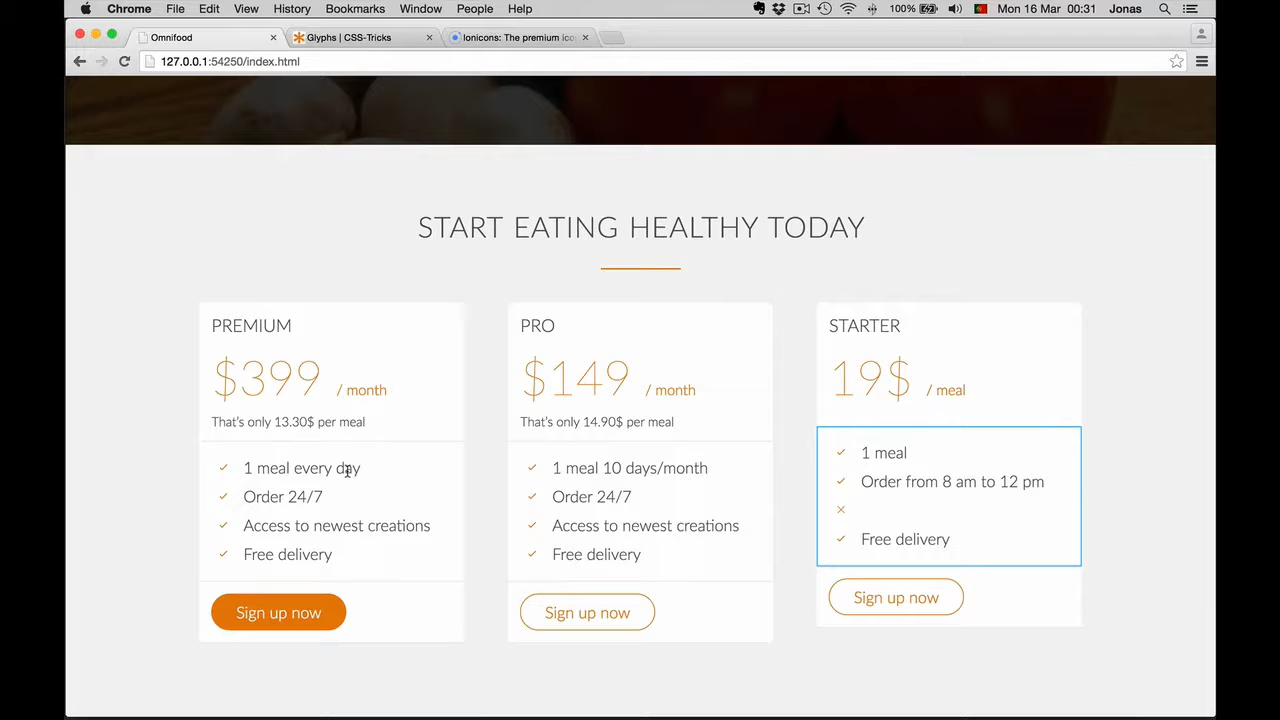 Chrome File Edit View History Bookmarks Window People Help 100% Mon 16 Mar 00:31 Jonas
Omnifood Glyphs | CSS-Tricks Ionicons: The premium ico
127.0.0.1:54250/index.html
START EATING HEALTHY TODAY
PREMIUM
$399 / month
That's only 13.30$ per meal
1 meal every day
Order 24/7
Access to newest creations
Free delivery
Sign up now
PRO
$149 / month
That's only 14.90$ per meal
1 meal 10 days/month
Order 24/7
Access to newest creations
Free delivery
Sign up now
STARTER
19$ / meal
1 meal
Order from 8 am to 12 pm
Free delivery
Sign up now